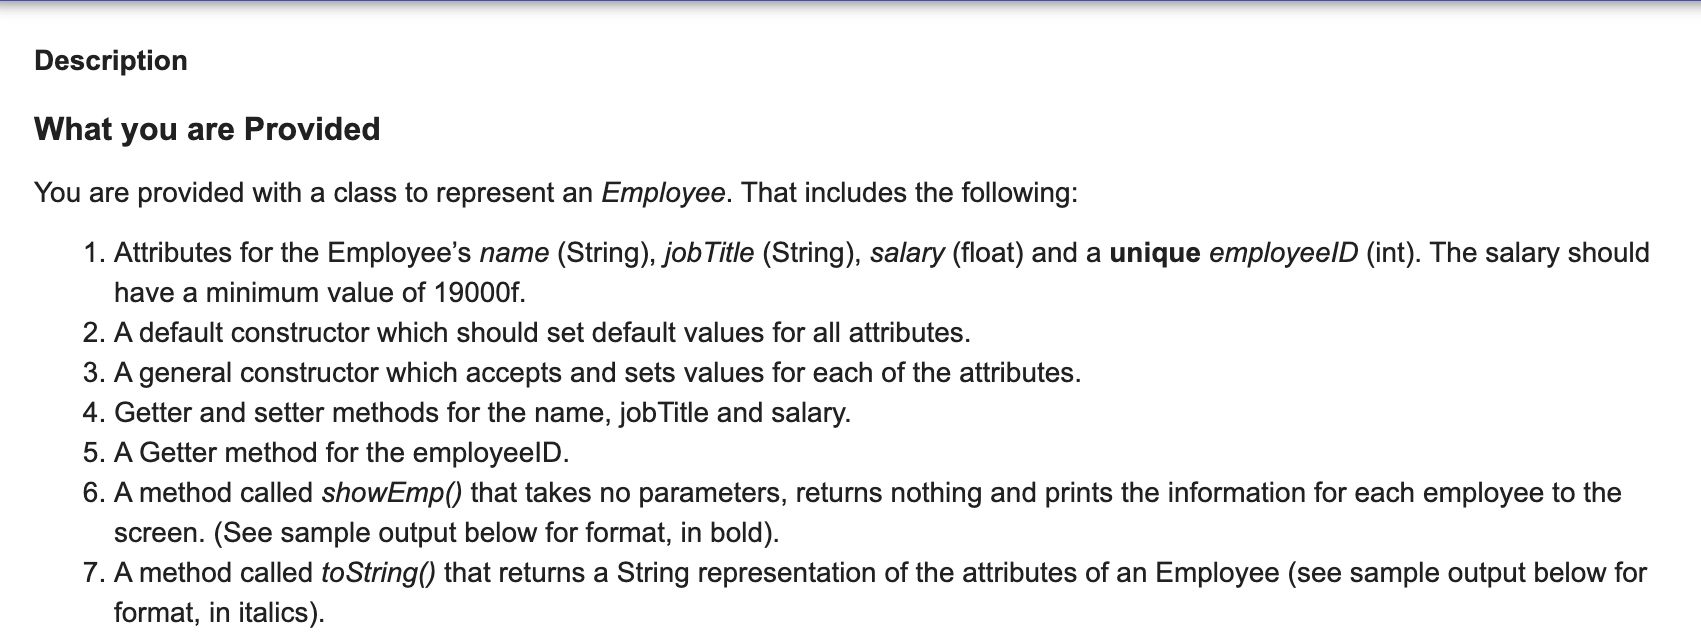 Description
What you are Provided
You are provided with a class to represent an Employee. That includes the following:
1. Attributes for the Employee’s name (String), jobTitle (String), salary (float) and a unique employeeID (int). The salary should
have a minimum value of 19000f.
2. A default constructor which should set default values for all attributes.
3. A general constructor which accepts and sets values for each of the attributes.
4. Getter and setter methods for the name, jobTitle and salary.
5. A Getter method for the employeeID.
6. A method called showEmp() that takes no parameters, returns nothing and prints the information for each employee to the
screen. (See sample output below for format, in bold).
7. A method called toString() that returns a String representation of the attributes of an Employee (see sample output below for
format, in italics).